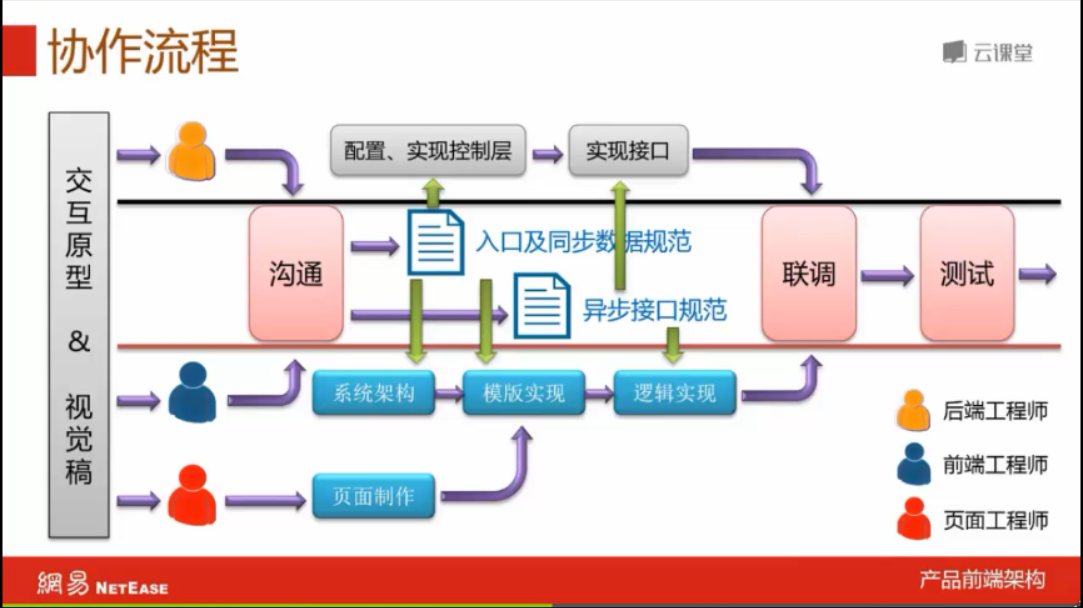 协作流程
云课堂
交互原型 & 视觉稿
配置、实现控制层
实现接口
沟通
入口及同步数据规范
异步接口规范
联调
测试
系统架构
模版实现
逻辑实现
页面制作
后端工程师
前端工程师
页面工程师
網易 NETEASE
产品前端架构